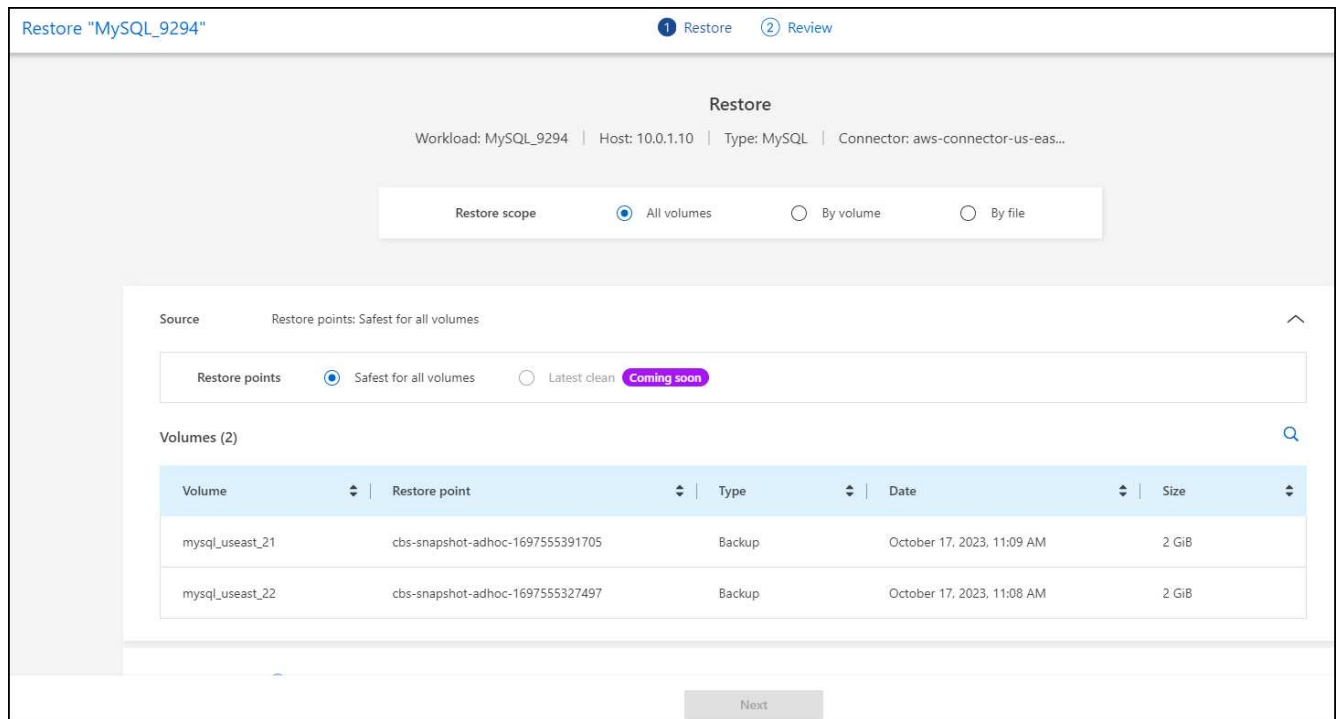 Restore "MySQL_9294"
1 Restore 2 Review
Restore
Workload: MySQL_9294 | Host: 10.0.1.10 | Type: MySQL | Connector: aws-connector-us-eas...
Restore scope All volumes By volume By file
Source Restore points: Safest for all volumes
Restore points Safest for all volumes Latest clean Coming soon
Volumes (2)
Volume Restore point Type Date Size
mysql_useast_21 cbs-snapshot-adhoc-1697555391705 Backup October 17, 2023, 11:09 AM 2 GiB
mysql_useast_22 cbs-snapshot-adhoc-1697555327497 Backup October 17, 2023, 11:08 AM 2 GiB
Next